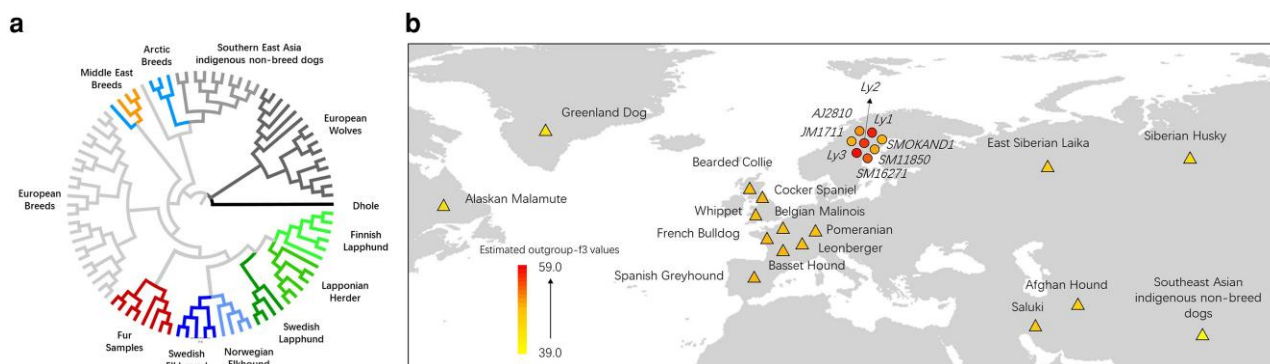 a
Arctic
Breeds
Southern East Asia
indigenous non-breed dogs
Middle East
Breeds
European
Wolves
European
Breeds
Dhole
Finnish
Lapphund
Lapponian
Herder
Swedish
Lapphund
Norwegian
Swedish
Fur
Samples
b
Greenland Dog
Alaskan Malamute
Ly2
AJ2810
Ly1
JM1711
SMOKAND1
Ly3
SM11850
SM16271
East Siberian Laika
Siberian Husky
Bearded Collie
Cocker Spaniel
Whippet
Belgian Malinois
French Bulldog
Pomeranian
Leonberger
Basset Hound
Spanish Greyhound
Estimated outgroup-f3 values
59.0
39.0
Afghan Hound
Saluki
Southeast Asian
indigenous non-breed
dogs